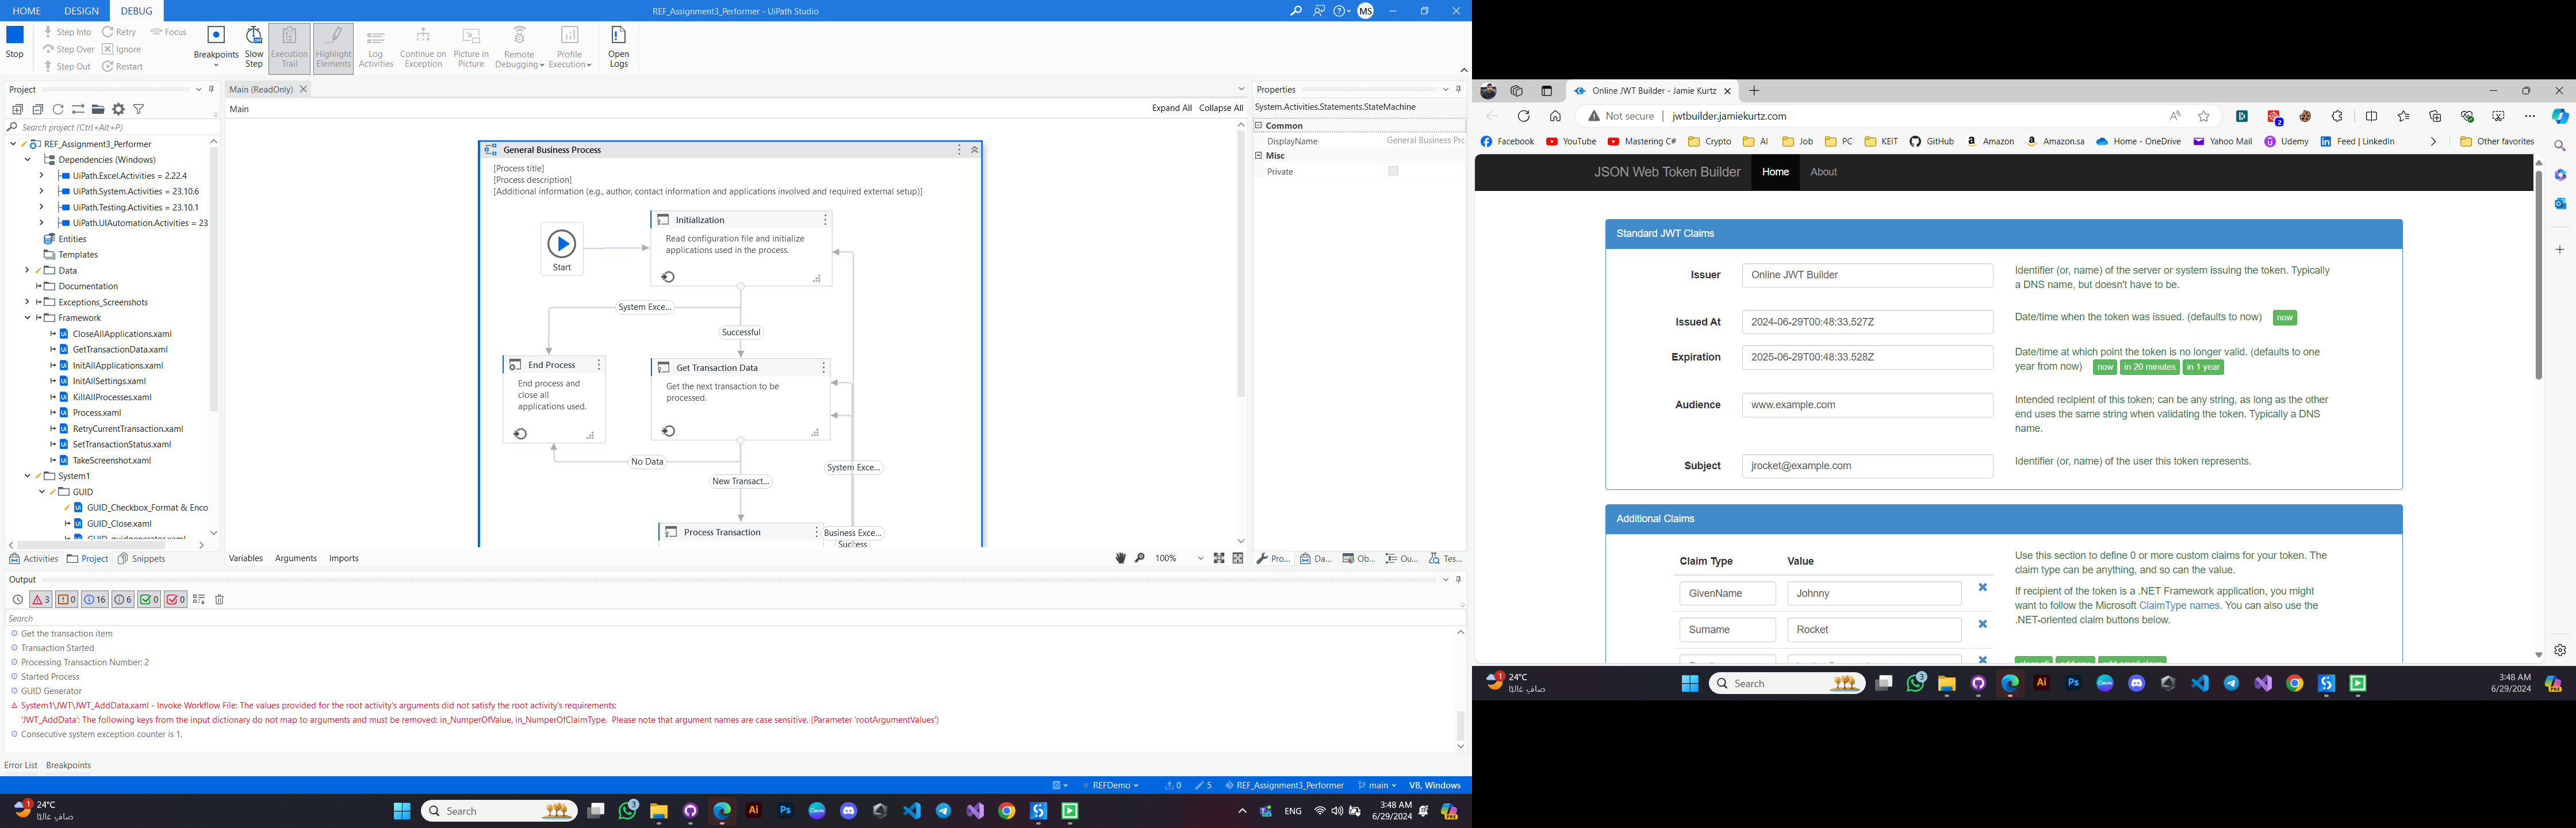 HOME DESIGN DEBUG
REF_Assignment3_Performer - UiPath Studio
MS
Stop
Step Into Retry Focus
Step Over Ignore
Step Out Restart
Breakpoints
Slow Step
Execution Trail
Highlight Elements
Log Activities
Continue on Exception
Picture in Picture
Remote Debugging
Profile Execution
Open Logs
Project
Search project (Ctrl+Alt+P)
REF_Assignment3_Performer
Dependencies (Windows)
UiPath.Excel.Activities = 2.22.4
UiPath.System.Activities = 23.10.6
UiPath.Testing.Activities = 23.10.1
UiPath.UIAutomation.Activities = 23
Entities
Templates
Data
Documentation
Exceptions_Screenshots
Framework
CloseAllApplications.xaml
GetTransactionData.xaml
InitAllApplications.xaml
InitAllSettings.xaml
KillAllProcesses.xaml
Process.xaml
RetryCurrentTransaction.xaml
SetTransactionStatus.xaml
TakeScreenshot.xaml
System1
GUID
GUID_Checkbox_Format & Enco
GUID_Close.xaml
GUID_guidgenerator.xaml
Activities Project Snippets
Main (ReadOnly)
Main
Expand All Collapse All
General Business Process
[Process title]
[Process description]
[Additional information (e.g., author, contact information and applications involved and required external setup)]
Start
Initialization
Read configuration file and initialize
applications used in the process.
System Exce...
Successful
End Process
End process and
close all
applications used.
Get Transaction Data
Get the next transaction to be
processed.
No Data
System Exce...
New Transact...
Process Transaction
Business Exce...
Success
Variables Arguments Imports
100%
Properties
System.Activities.Statements.StateMachine
Common
DisplayName General Business Prc
Misc
Private
Pro... Da... Ob... Ou... Tes...
Output
3 0 16 6 0 0
Search
Get the transaction item
Transaction Started
Processing Transaction Number: 2
Started Process
GUID Generator
System1\JWT\JWT_AddData.xaml - Invoke Workflow File: The values provided for the root activity's arguments did not satisfy the root activity's requirements:
'JWT_AddData': The following keys from the input dictionary do not map to arguments and must be removed: in_NumperOfValue, in_NumperOfClaimType. Please note that argument names are case sensitive. (Parameter 'rootArgumentValues')
Consecutive system exception counter is 1.
Error List Breakpoints
REFDemo 0 5 REF_Assignment3_Performer main VB, Windows
1 24°C
صافٍ غالبًا
Search
3
ENG
3:48 AM
6/29/2024
Online JWT Builder - Jamie Kurtz
Not secure jwtbuilder.jamiekurtz.com
2
Facebook YouTube Mastering C# Crypto AI Job PC KEIT GitHub Amazon Amazon.sa Home - OneDrive Yahoo Mail Udemy Feed | LinkedIn Other favorites
JSON Web Token Builder Home About
Standard JWT Claims
Issuer Online JWT Builder
Identifier (or, name) of the server or system issuing the token. Typically
a DNS name, but doesn't have to be.
Issued At 2024-06-29T00:48:33.527Z
Date/time when the token was issued. (defaults to now) now
Expiration 2025-06-29T00:48:33.528Z
Date/time at which point the token is no longer valid. (defaults to one
year from now) now in 20 minutes in 1 year
Audience www.example.com
Intended recipient of this token; can be any string, as long as the other
end uses the same string when validating the token. Typically a DNS
name.
Subject jrocket@example.com
Identifier (or, name) of the user this token represents.
Additional Claims
Claim Type Value
GivenName Johnny
Surname Rocket
Use this section to define 0 or more custom claims for your token. The
claim type can be anything, and so can the value.
If recipient of the token is a .NET Framework application, you might
want to follow the Microsoft ClaimType names. You can also use the
.NET-oriented claim buttons below.
1 24°C
صافٍ غالبًا
Search
3
3:48 AM
6/29/2024